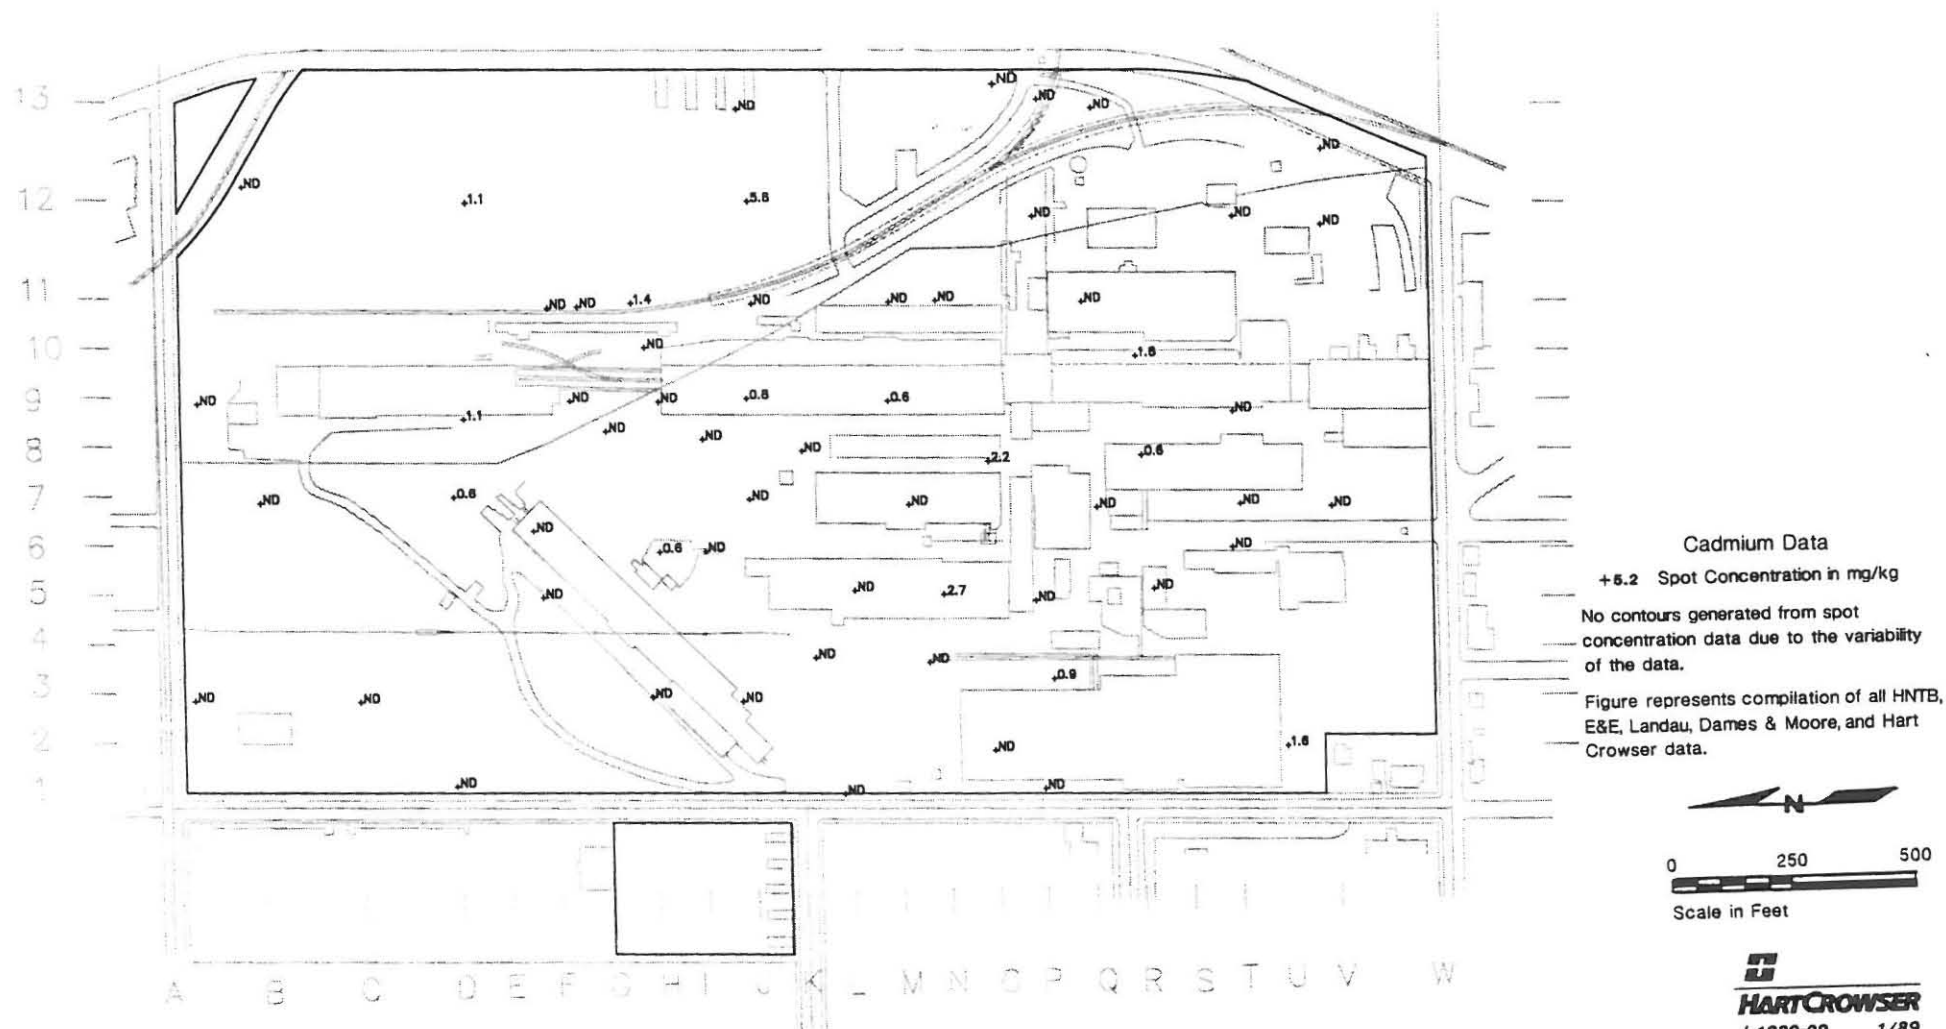 13
ND
ND
ND
ND
ND
12
ND
+1.1
+5.8
ND
ND
ND
11
ND
ND
+1.4
ND
ND
ND
ND
10
ND
+1.6
9
ND
ND
ND
+0.8
+0.6
ND
+1.1
8
ND
ND
ND
+2.2
+0.6
7
ND
+0.6
ND
ND
ND
ND
ND
6
ND
+0.6
ND
ND
5
ND
ND
+2.7
ND
ND
4
ND
ND
+0.9
3
ND
ND
ND
ND
2
ND
+1.6
1
ND
ND
ND
A B C D E F G H I J K L M N O P Q R S T U V W
Cadmium Data
+5.2 Spot Concentration in mg/kg
No contours generated from spot
concentration data due to the variability
of the data.
Figure represents compilation of all HNTB,
E&E, Landau, Dames & Moore, and Hart
Crowser data.
N
0 250 500
Scale in Feet
HARTCROWSER
1/89